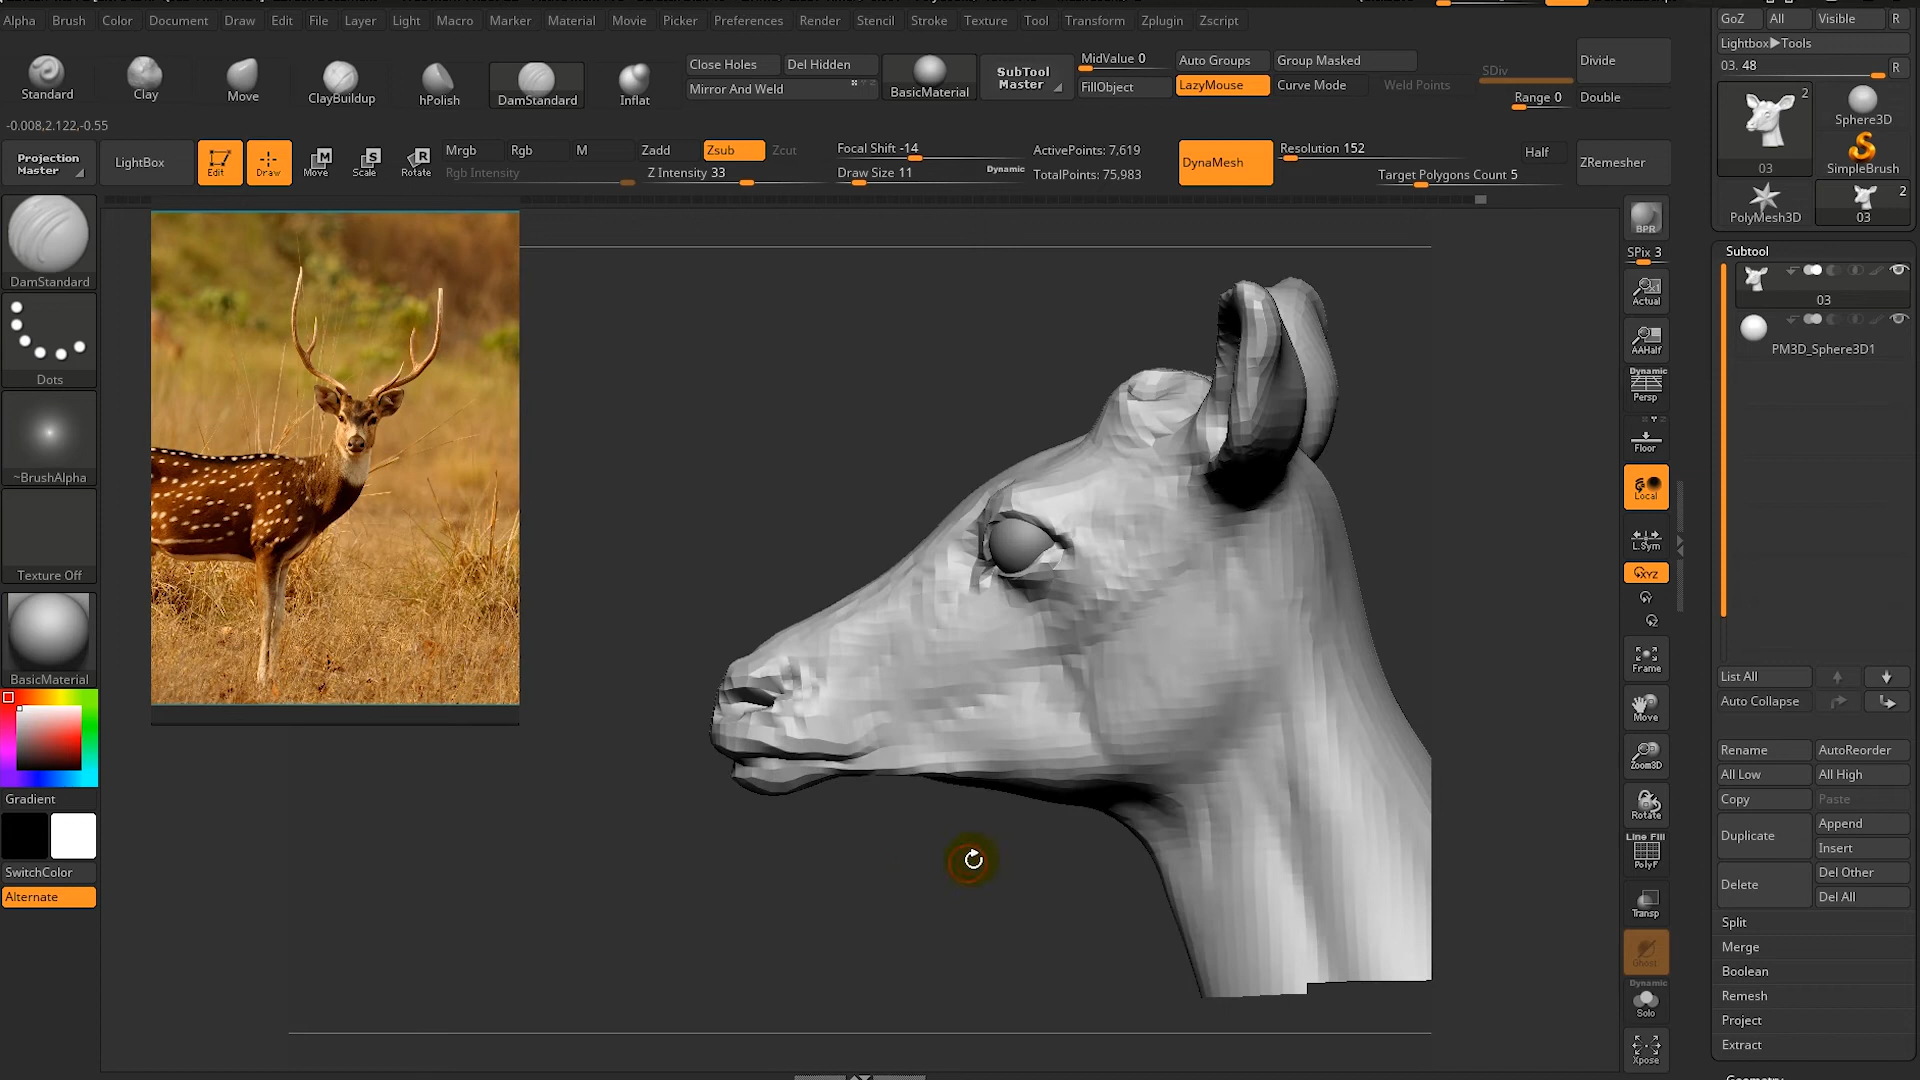 Alpha Brush Color Document Draw Edit File Layer Light Macro Marker Material Movie Picker Preferences Render Stencil Stroke Texture Tool Transform Zplugin Zscript
GoZ All Visible R
Lightbox▶Tools
03. 48 R
Standard Clay Move ClayBuildup hPolish DamStandard Inflat
Close Holes Del Hidden
Mirror And Weld
BasicMaterial
SubTool
Master
MidValue 0
FillObject
Auto Groups Group Masked
LazyMouse Curve Mode Weld Points
SDiv
Range 0
Divide
Double
2
03
Sphere3D
SimpleBrush
PolyMesh3D
2
03
-0.008,2.122,-0.55
Projection
Master
LightBox
Edit Draw Move Scale Rotate
Mrgb Rgb M
Rgb Intensity
Zadd Zsub Zcut
Z Intensity 33
Focal Shift -14
Draw Size 11
Dynamic
ActivePoints: 7,619
TotalPoints: 75,983
DynaMesh
Resolution 152
Half
Target Polygons Count 5
ZRemesher
DamStandard
Dots
~BrushAlpha
Texture Off
BasicMaterial
Gradient
SwitchColor
Alternate
BPR
SPix 3
Actual
AAHalf
Dynamic
Persp
Floor
Local
L.Sym
XYZ
Y
Z
Frame
Move
Zoom3D
Rotate
Line Fill
PolyF
Transp
Ghost
Dynamic
Solo
Xpose
Subtool
03
PM3D_Sphere3D1
List All
Auto Collapse
Rename AutoReorder
All Low All High
Copy Paste
Duplicate Append
Insert
Delete Del Other
Del All
Split
Merge
Boolean
Remesh
Project
Extract